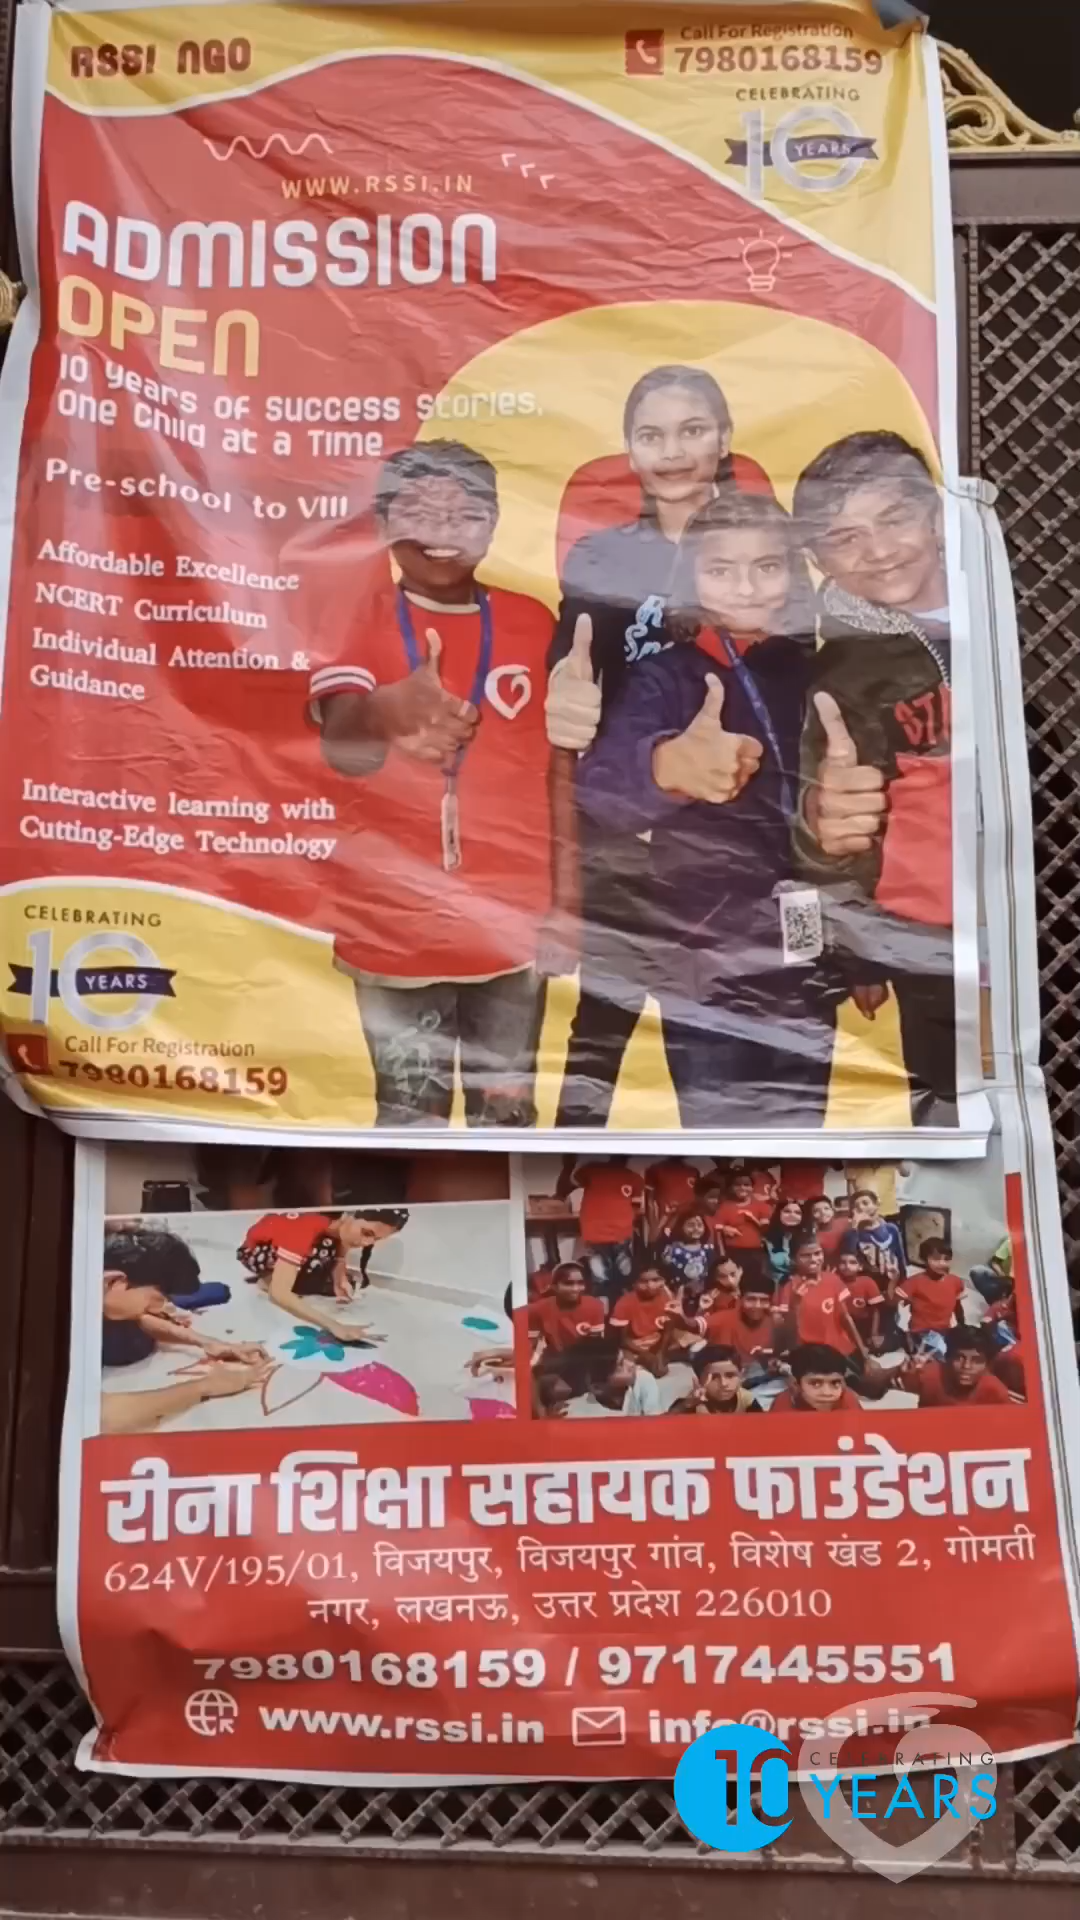 RSSI NGO
Call For Registration
7980168159
CELEBRATING
10
YEARS
WWW.RSSI.IN
ADMISSION
OPEN
10 years of success stories,
One Child at a Time
Pre-school to VIII
Affordable Excellence
NCERT Curriculum
Individual Attention &
Guidance
Interactive learning with
Cutting-Edge Technology
CELEBRATING
10
YEARS
Call For Registration
7980168159
रीना शिक्षा सहायक फाउंडेशन
624V/195/01, विजयपुर, विजयपुर गांव, विशेष खंड 2, गोमती
नगर, लखनऊ, उत्तर प्रदेश 226010
7980168159 / 9717445551
www.rssi.in info@rssi.in
10 CELEBRATING
YEARS